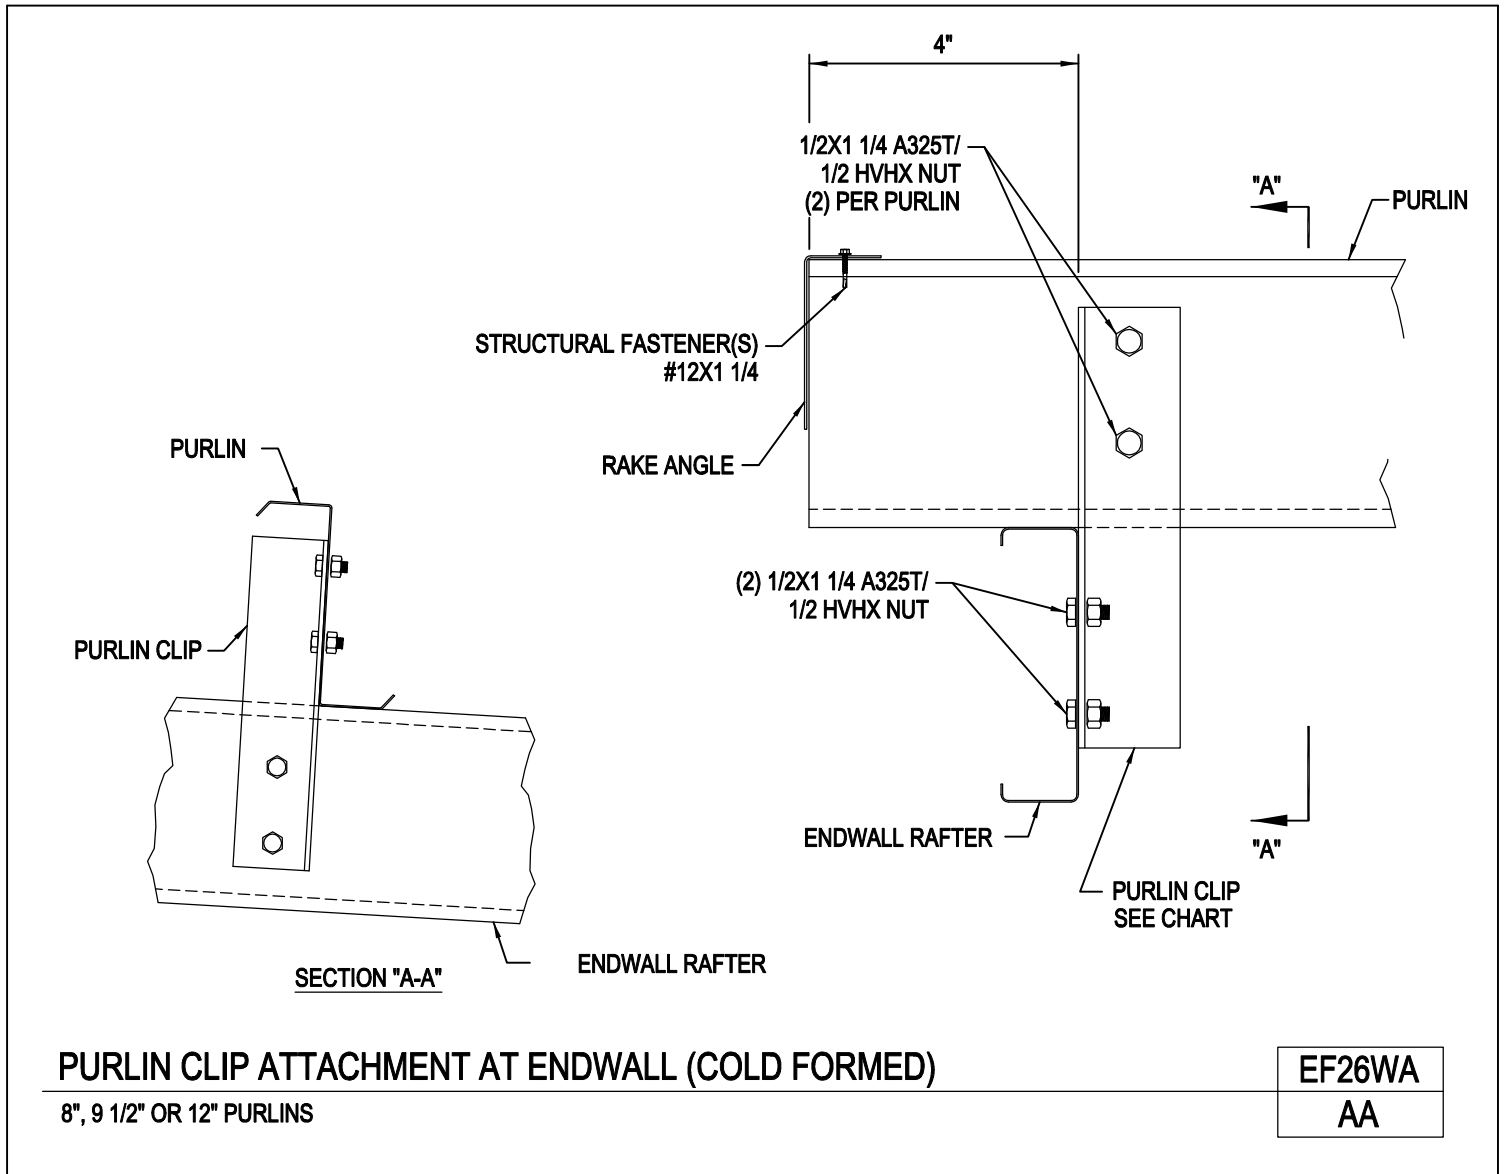 4"
1/2X1 1/4 A325T/
1/2 HVHX NUT
(2) PER PURLIN
"A"
PURLIN
STRUCTURAL FASTENER(S)
#12X1 1/4
RAKE ANGLE
PURLIN
(2) 1/2X1 1/4 A325T/
1/2 HVHX NUT
PURLIN CLIP
ENDWALL RAFTER
"A"
PURLIN CLIP
SEE CHART
ENDWALL RAFTER
SECTION "A-A"
PURLIN CLIP ATTACHMENT AT ENDWALL (COLD FORMED)
EF26WA
8", 9 1/2" OR 12" PURLINS
AA